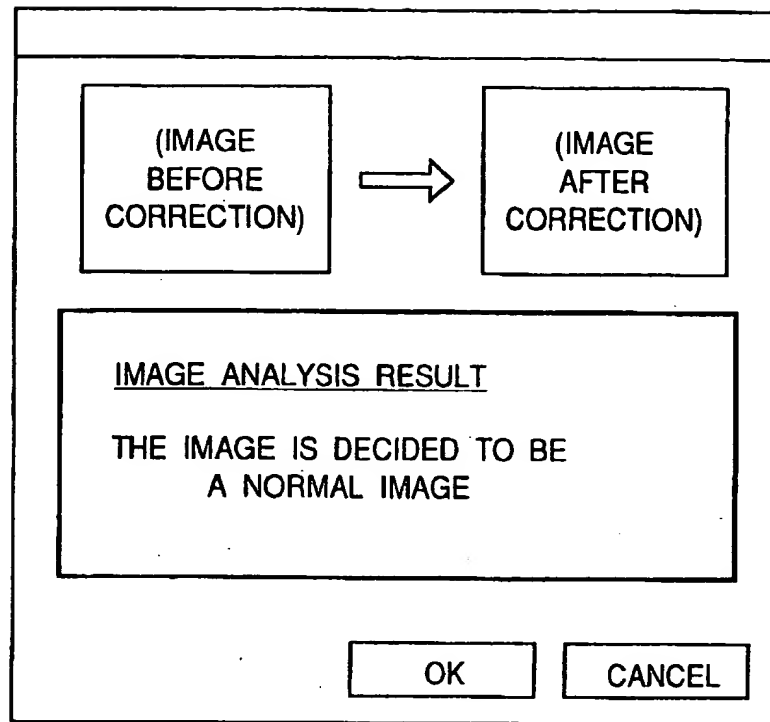 (IMAGE
BEFORE
CORRECTION)
(IMAGE
AFTER
CORRECTION)
IMAGE ANALYSIS RESULT
THE IMAGE IS DECIDED TO BE
A NORMAL IMAGE
OK
CANCEL